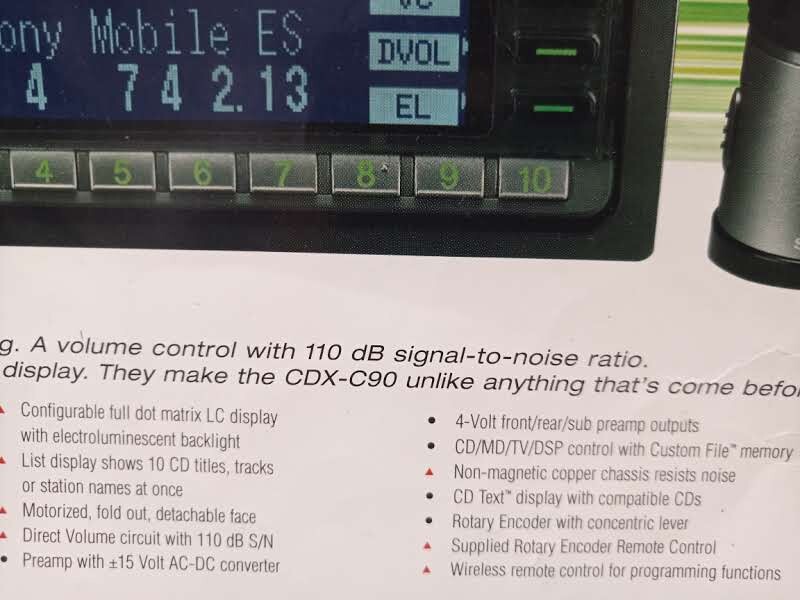 ony Mobile ES
DVOL
4 7 4 2.13
EL
4 5 6 7 8 9 10
g. A volume control with 110 dB signal-to-noise ratio.
display. They make the CDX-C90 unlike anything that's come befo
Configurable full dot matrix LC display
with electroluminescent backlight
List display shows 10 CD titles, tracks
or station names at once
Motorized, fold out, detachable face
Direct Volume circuit with 110 dB S/N
• Preamp with ±15 Volt AC-DC converter
• 4-Volt front/rear/sub preamp outputs
• CD/MD/TV/DSP control with Custom File™ memory
▲ Non-magnetic copper chassis resists noise
• CD Text™ display with compatible CDs
• Rotary Encoder with concentric lever
▲ Supplied Rotary Encoder Remote Control
▲ Wireless remote control for programming functions